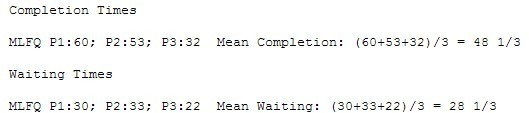 Completion Times
MLFQ P1:60; P2:53; P3:32  Mean Completion: (60+53+32)/3 = 48 1/3
Waiting Times
MLFQ P1:30; P2:33; P3:22  Mean Waiting: (30+33+22)/3 = 28 1/3